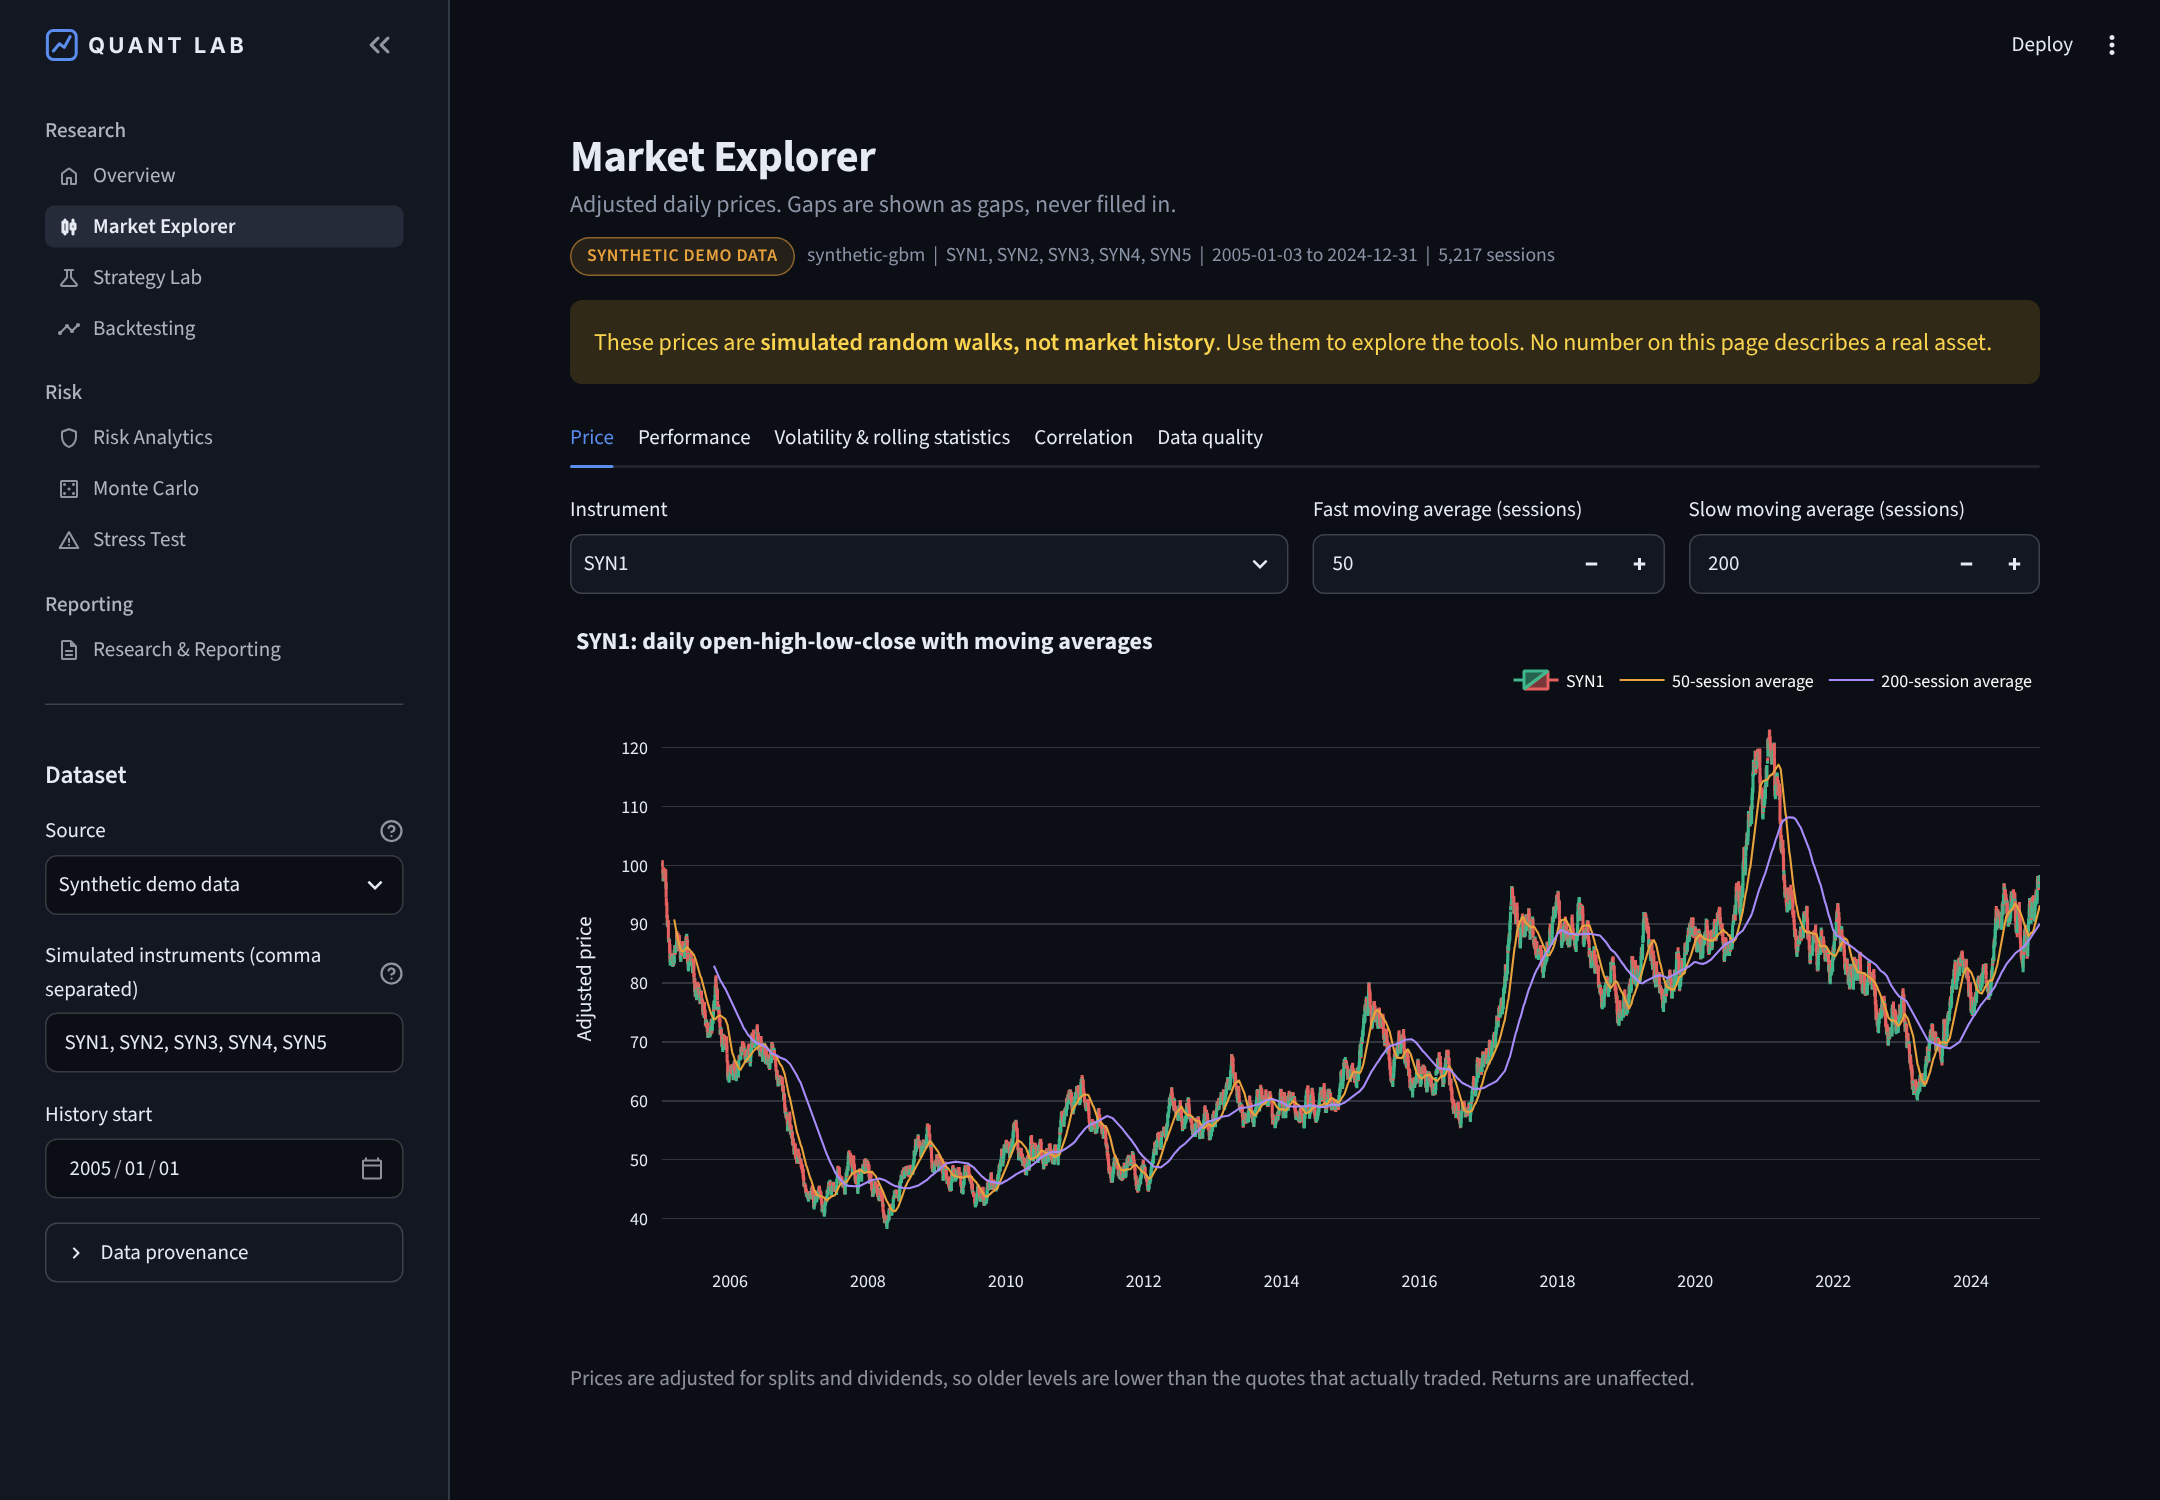 QUANT LAB
Deploy
Research
Overview
Market Explorer
Strategy Lab
Backtesting
Risk
Risk Analytics
Monte Carlo
Stress Test
Reporting
Research & Reporting
Dataset
Source
Synthetic demo data
Simulated instruments (comma
separated)
SYN1, SYN2, SYN3, SYN4, SYN5
History start
2005/01/01
Data provenance
Market Explorer
Adjusted daily prices. Gaps are shown as gaps, never filled in.
SYNTHETIC DEMO DATA synthetic-gbm | SYN1, SYN2, SYN3, SYN4, SYN5 | 2005-01-03 to 2024-12-31 | 5,217 sessions
These prices are simulated random walks, not market history. Use them to explore the tools. No number on this page describes a real asset.
Price Performance Volatility & rolling statistics Correlation Data quality
Instrument Fast moving average (sessions) Slow moving average (sessions)
SYN1 50 − + 200 − +
SYN1: daily open-high-low-close with moving averages
SYN1 50-session average 200-session average
Adjusted price
120
110
100
90
80
70
60
50
40
2006 2008 2010 2012 2014 2016 2018 2020 2022 2024
Prices are adjusted for splits and dividends, so older levels are lower than the quotes that actually traded. Returns are unaffected.